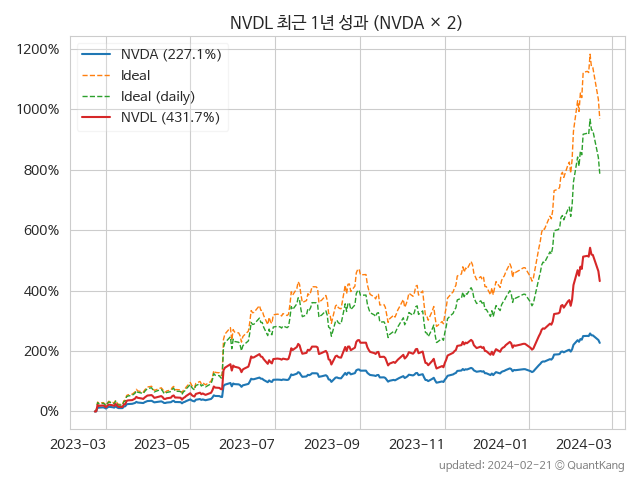 NVDL 최근 1년 성과 (NVDA × 2)
NVDA (227.1%)
Ideal
Ideal (daily)
NVDL (431.7%)
1200%
1000%
800%
600%
400%
200%
0%
2023-03 2023-05 2023-07 2023-09 2023-11 2024-01 2024-03
updated: 2024-02-21 © QuantKang